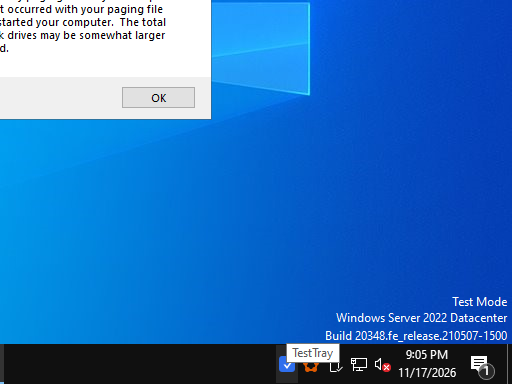 t occurred with your paging file
started your computer. The total
k drives may be somewhat larger
d.
OK
Test Mode
Windows Server 2022 Datacenter
Build 20348.fe_release.210507-1500
TestTray
9:05 PM
11/17/2026
1